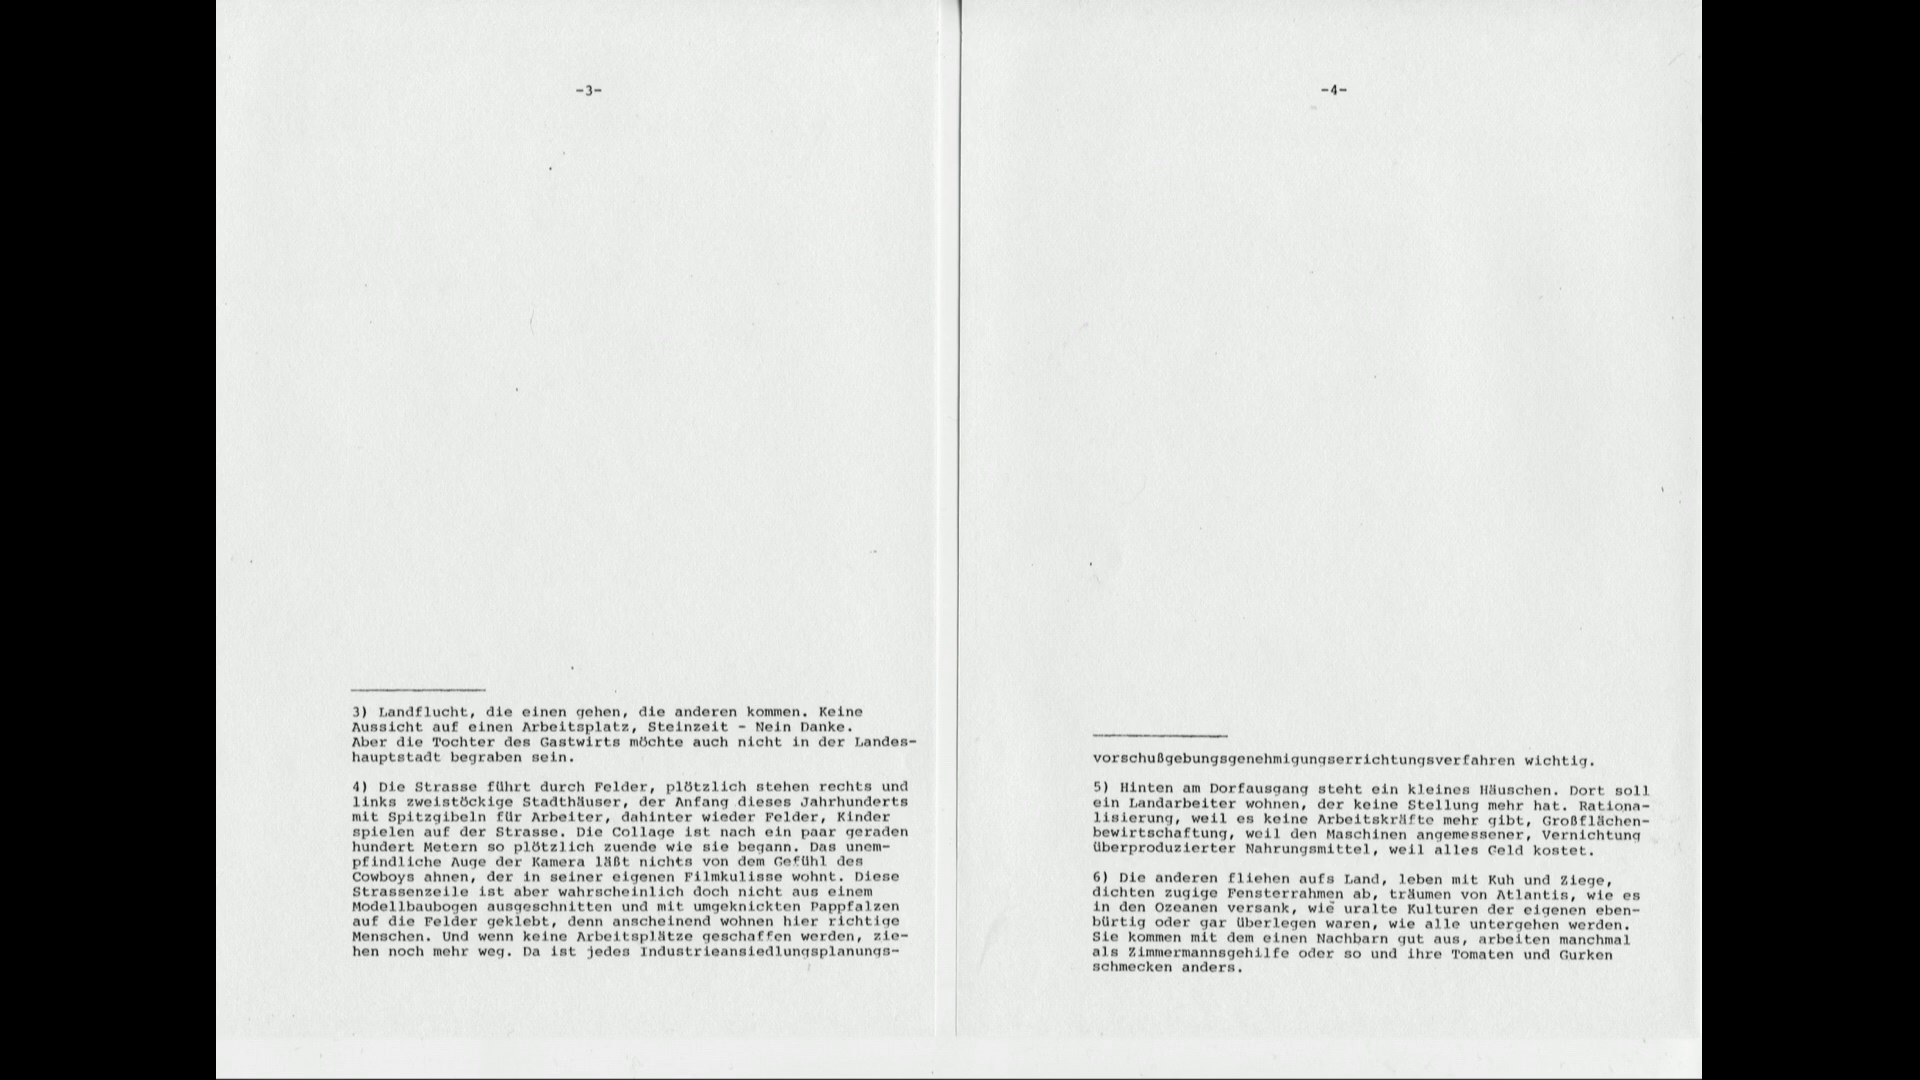 -3-
3) Landflucht, die einen gehen, die anderen kommen. Keine
Aussicht auf einen Arbeitsplatz, Steinzeit - Nein Danke.
Aber die Tochter des Gastwirts möchte auch nicht in der Landes-
hauptstadt begraben sein.
4) Die Strasse führt durch Felder, plötzlich stehen rechts und
links zweistöckige Stadthäuser, der Anfang dieses Jahrhunderts
mit Spitzgibeln für Arbeiter, dahinter wieder Felder, Kinder
spielen auf der Strasse. Die Collage ist nach ein paar geraden
hundert Metern so plötzlich zuende wie sie begann. Das unem-
pfindliche Auge der Kamera läßt nichts von dem Gefühl des
Cowboys ahnen, der in seiner eigenen Filmkulisse wohnt. Diese
Strassenzeile ist aber wahrscheinlich doch nicht aus einem
Modellbaubogen ausgeschnitten und mit umgeknickten Pappfalzen
auf die Felder geklebt, denn anscheinend wohnen hier richtige
Menschen. Und wenn keine Arbeitsplätze geschaffen werden, zie-
hen noch mehr weg. Da ist jedes Industrieansiedlungsplanungs-
-4-
vorschußgebungsgenehmigungserrichtungsverfahren wichtig.
5) Hinten am Dorfausgang steht ein kleines Häuschen. Dort soll
ein Landarbeiter wohnen, der keine Stellung mehr hat. Rationa-
lisierung, weil es keine Arbeitskräfte mehr gibt, Großflächen-
bewirtschaftung, weil den Maschinen angemessener, Vernichtung
überproduzierter Nahrungsmittel, weil alles Geld kostet.
6) Die anderen fliehen aufs Land, leben mit Kuh und Ziege,
dichten zugige Fensterrahmen ab, träumen von Atlantis, wie es
in den Ozeanen versank, wie uralte Kulturen der eigenen eben-
bürtig oder gar überlegen waren, wie alle untergehen werden.
Sie kommen mit dem einen Nachbarn gut aus, arbeiten manchmal
als Zimmermannsgehilfe oder so und ihre Tomaten und Gurken
schmecken anders.